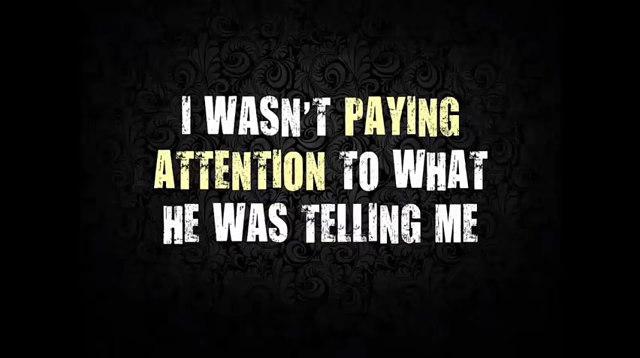 I WASN'T PAYING
ATTENTION TO WHAT
HE WAS TELLING ME